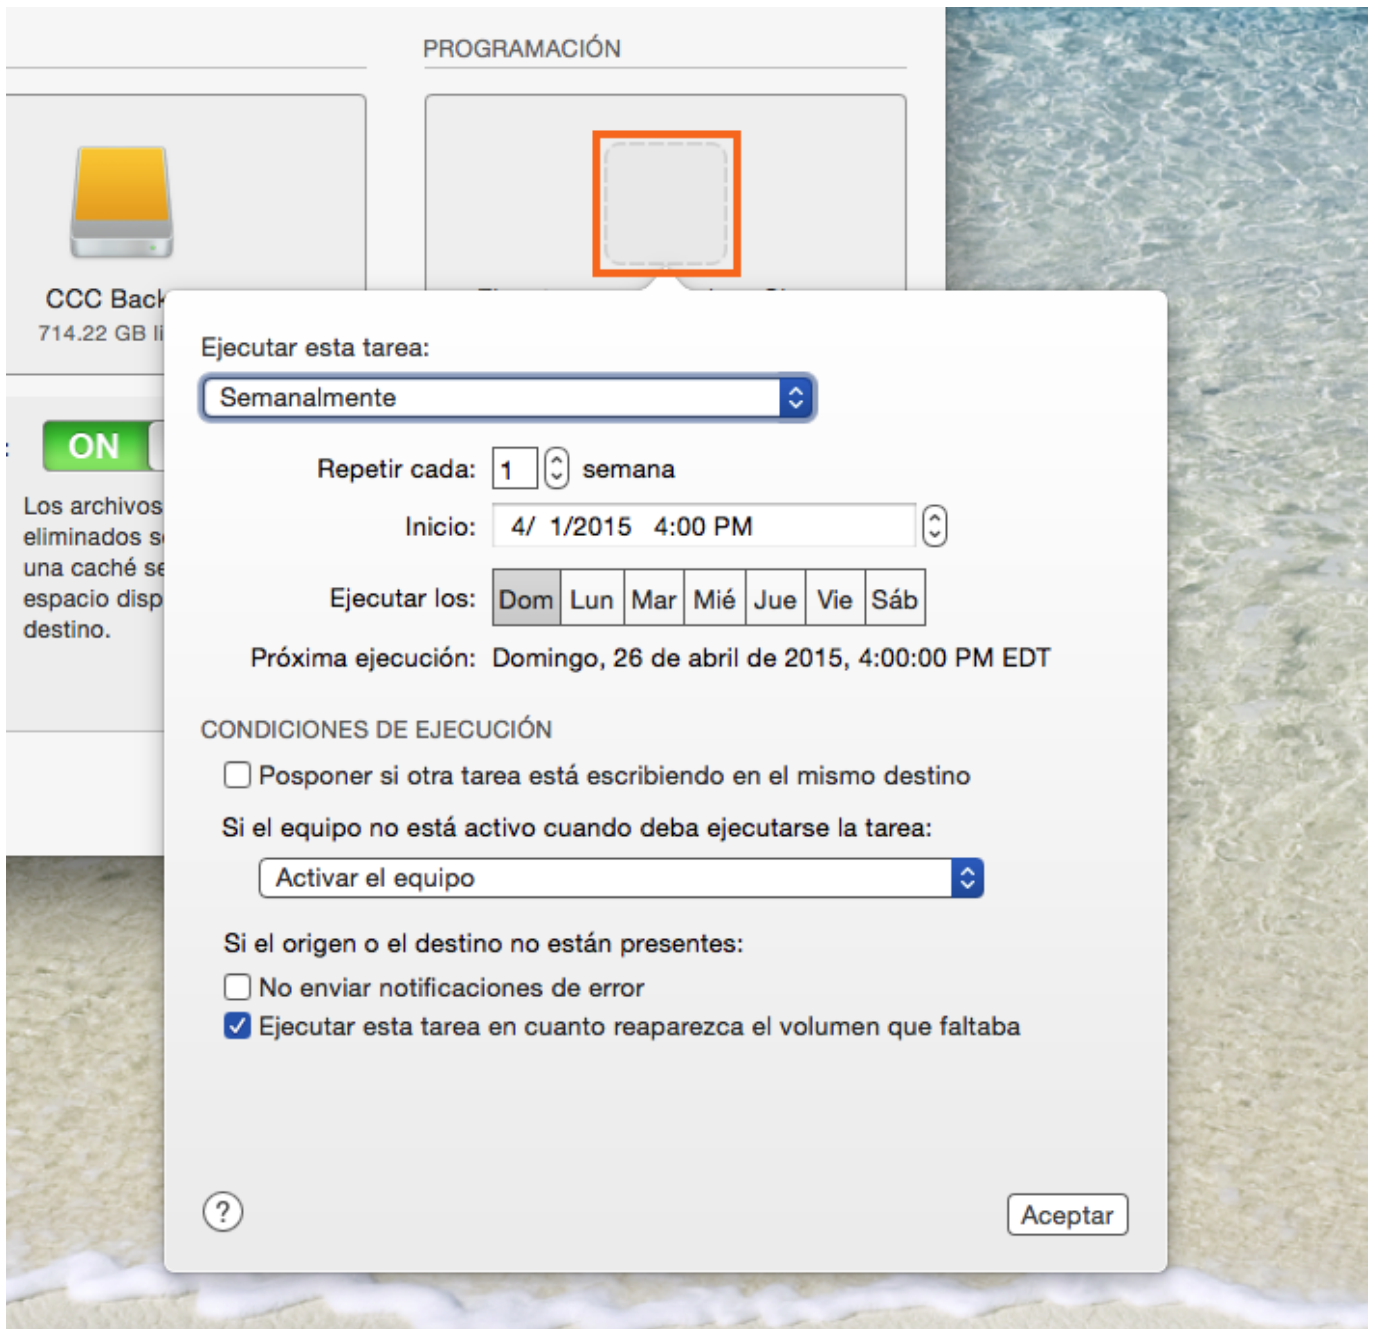 PROGRAMACIÓN
CCC Back
714.22 GB li
ON
Los archivos
eliminados s
una caché se
espacio disp
destino.
Ejecutar esta tarea:
Semanalmente
Repetir cada: 1 semana
Inicio: 4/ 1/2015 4:00 PM
Ejecutar los: Dom Lun Mar Mié Jue Vie Sáb
Próxima ejecución: Domingo, 26 de abril de 2015, 4:00:00 PM EDT
CONDICIONES DE EJECUCIÓN
Posponer si otra tarea está escribiendo en el mismo destino
Si el equipo no está activo cuando deba ejecutarse la tarea:
Activar el equipo
Si el origen o el destino no están presentes:
No enviar notificaciones de error
Ejecutar esta tarea en cuanto reaparezca el volumen que faltaba
?
Aceptar